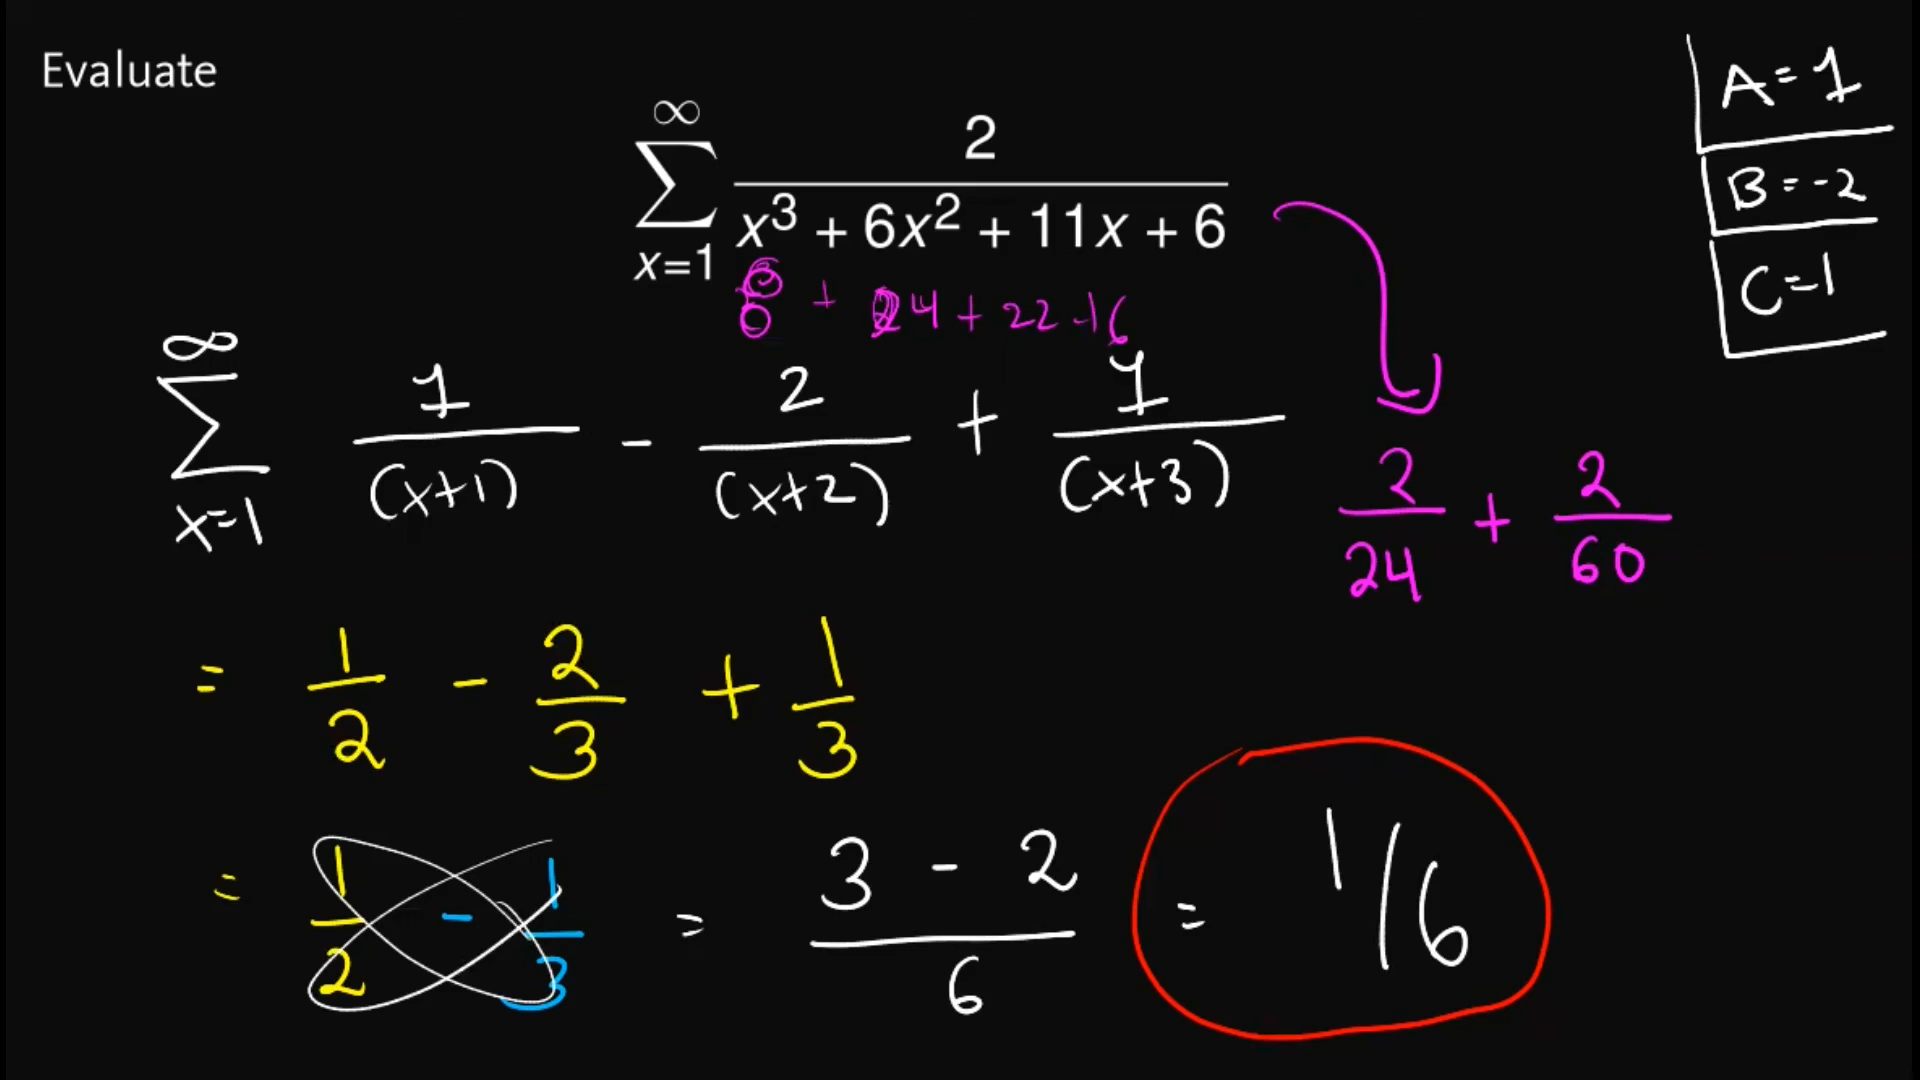 Evaluate
A = 1
B = -2
C = 1
∞
∑ 2 / (x³ + 6x² + 11x + 6)
x=1
8 + 24 + 22 + 6
∞
∑ 1/(x+1) - 2/(x+2) + 1/(x+3)
x=1
2/24 + 2/60
= 1/2 - 2/3 + 1/3
= 1/2 - 1/3 = (3 - 2)/6 = 1/6